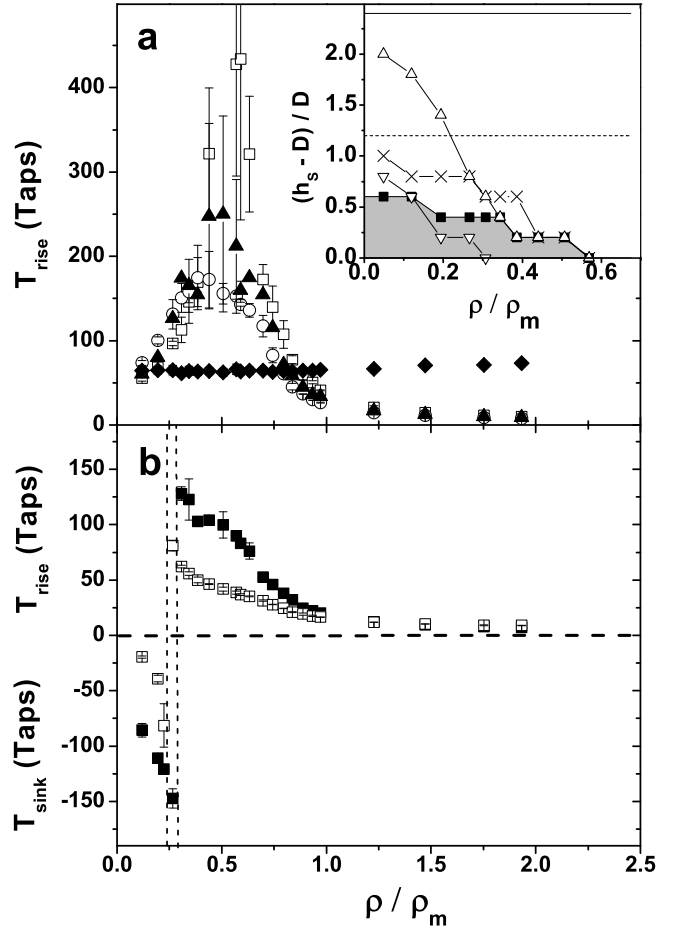 a
400
300
200
100
0
T_rise (Taps)
2.0
1.5
1.0
0.5
0.0
(h_s - D) / D
0.0 0.2 0.4 0.6
ρ / ρ_m
b
150
100
50
0
-50
-100
-150
T_rise (Taps)
T_sink (Taps)
0.0 0.5 1.0 1.5 2.0 2.5
ρ / ρ_m